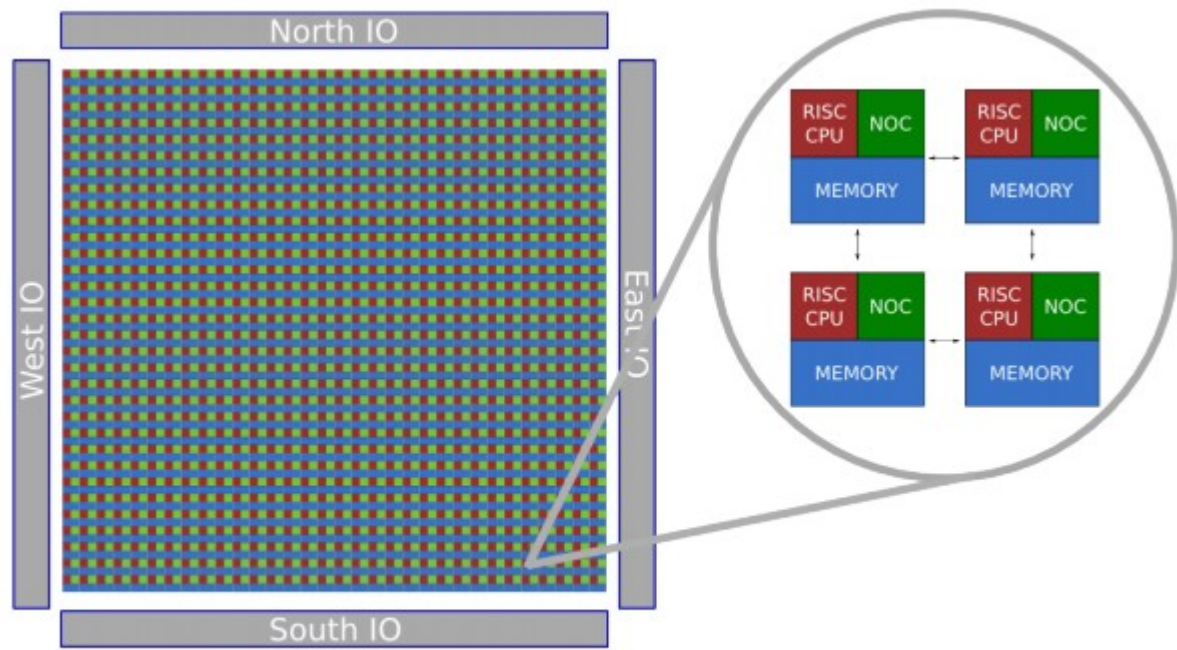 North IO
West IO
East IO
South IO
RISC
CPU
NOC
MEMORY
RISC
CPU
NOC
MEMORY
RISC
CPU
NOC
MEMORY
RISC
CPU
NOC
MEMORY